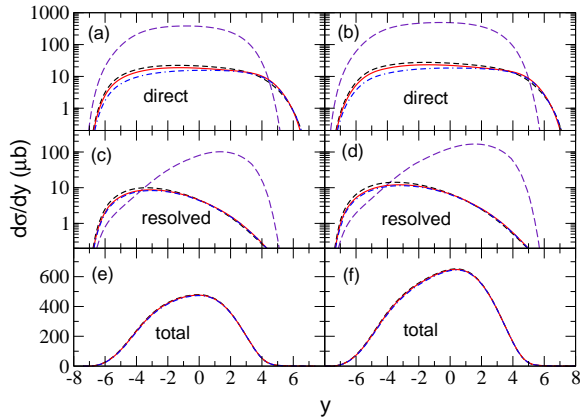 1000
100
10
1
(a)
direct
(b)
direct
dσ/dy (μb)
100
10
1
(c)
resolved
(d)
resolved
600
400
200
0
(e)
total
(f)
total
-8 -6 -4 -2 0 2 4 6 -6 -4 -2 0 2 4 6 8
y